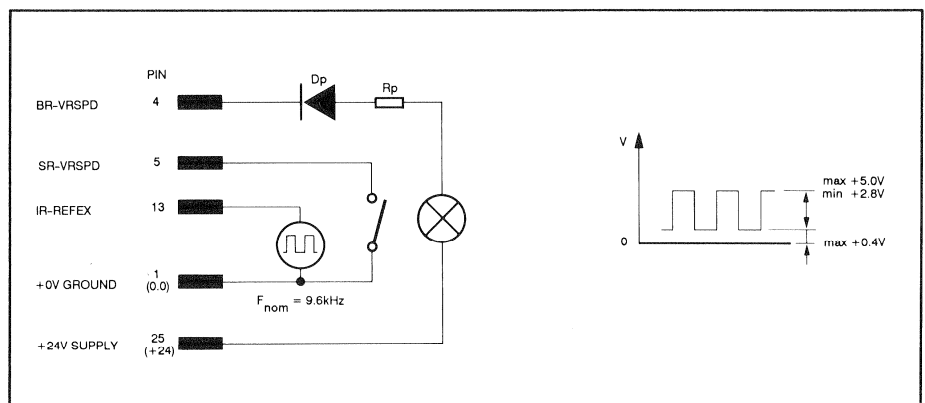 PIN
BR-VRSPD 4
Dp
Rp
SR-VRSPD 5
IR-REFEX 13
+0V GROUND 1
(0.0)
Fnom = 9.6kHz
+24V SUPPLY 25
(+24)
V
max +5.0V
min +2.8V
0
max +0.4V